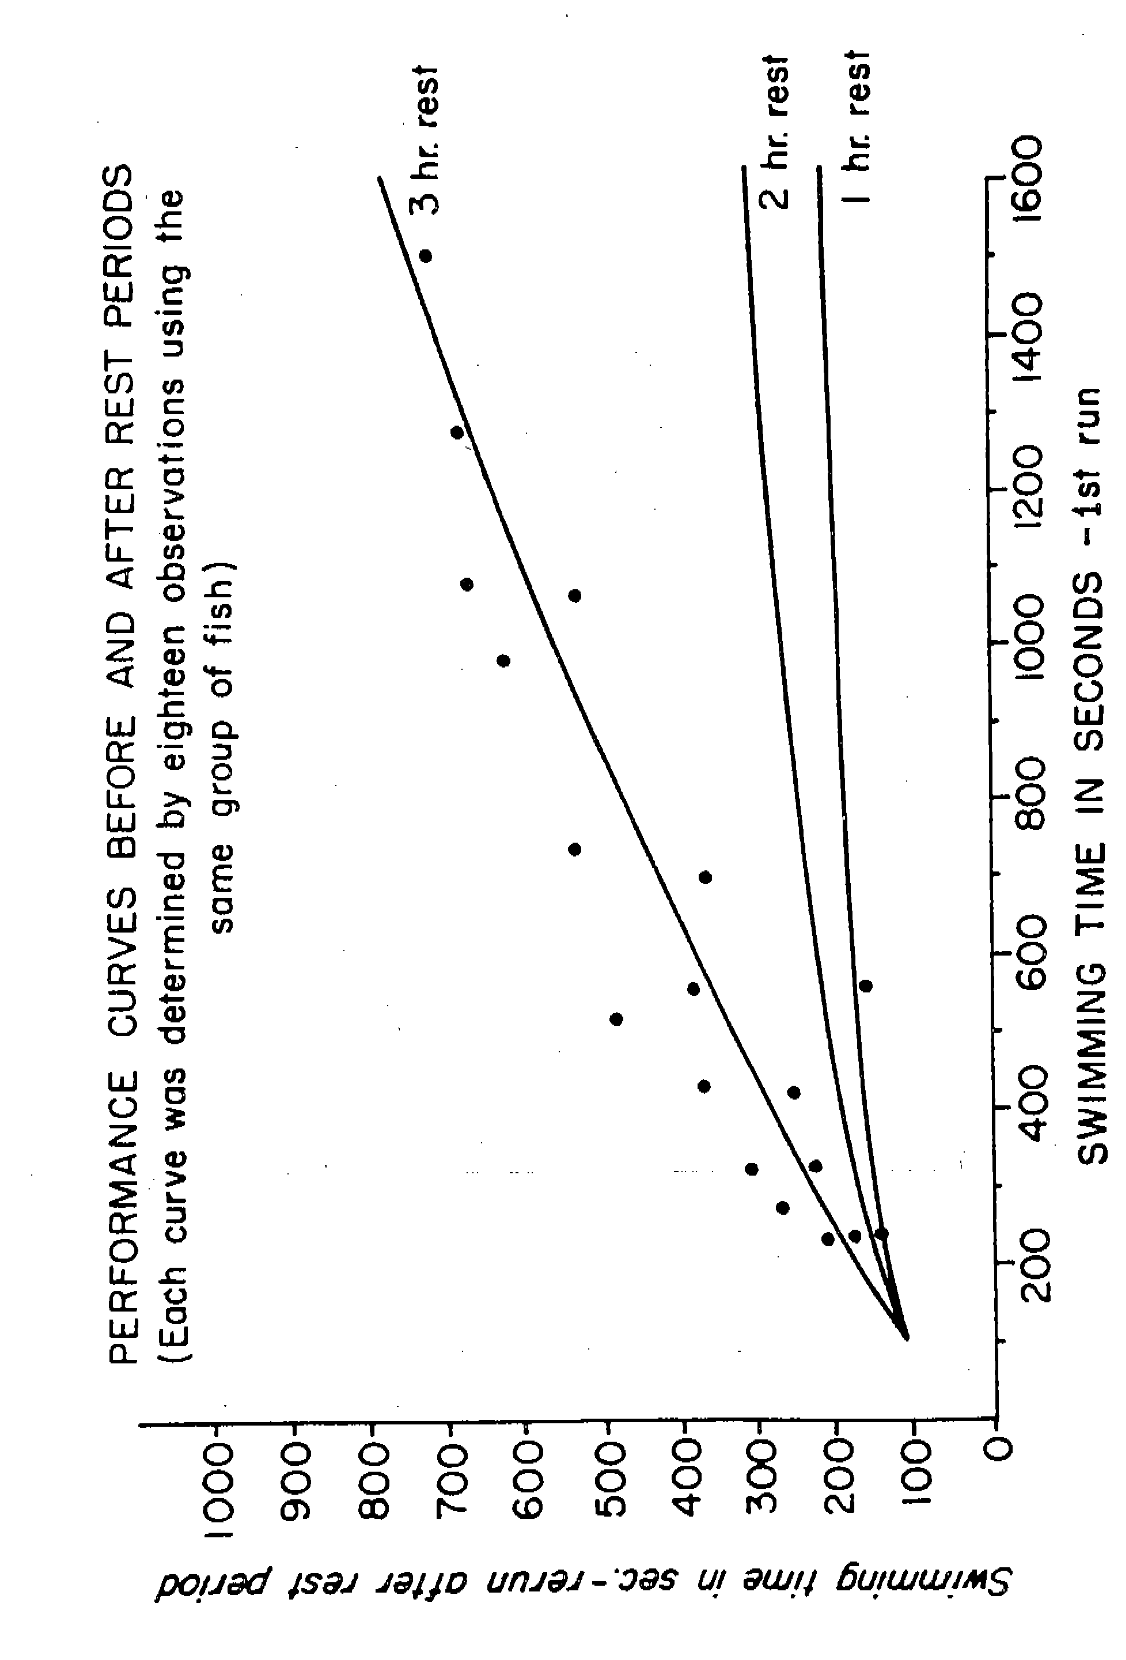 PERFORMANCE CURVES BEFORE AND AFTER REST PERIODS
(Each curve was determined by eighteen observations using the
same group of fish)
3 hr. rest
2 hr. rest
1 hr. rest
Swimming time in sec.-rerun after rest period
1000
900
800
700
600
500
400
300
200
100
0
200
400
600
800
1000
1200
1400
1600
SWIMMING TIME IN SECONDS -1st run